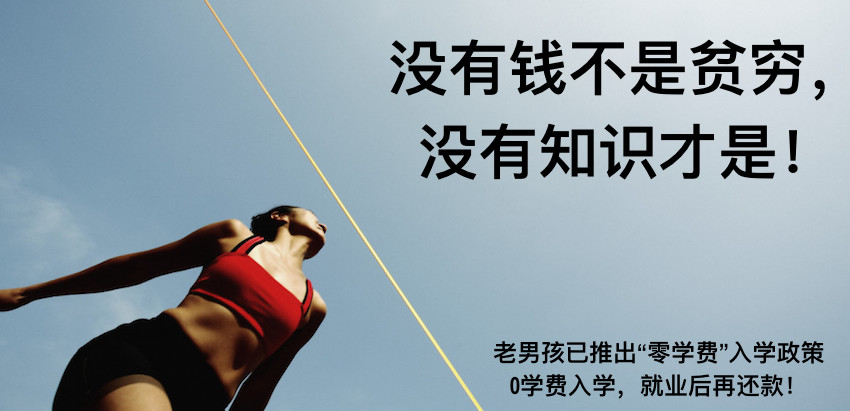 没有钱不是贫穷，
没有知识才是！
老男孩已推出“零学费”入学政策
0学费入学，就业后再还款！